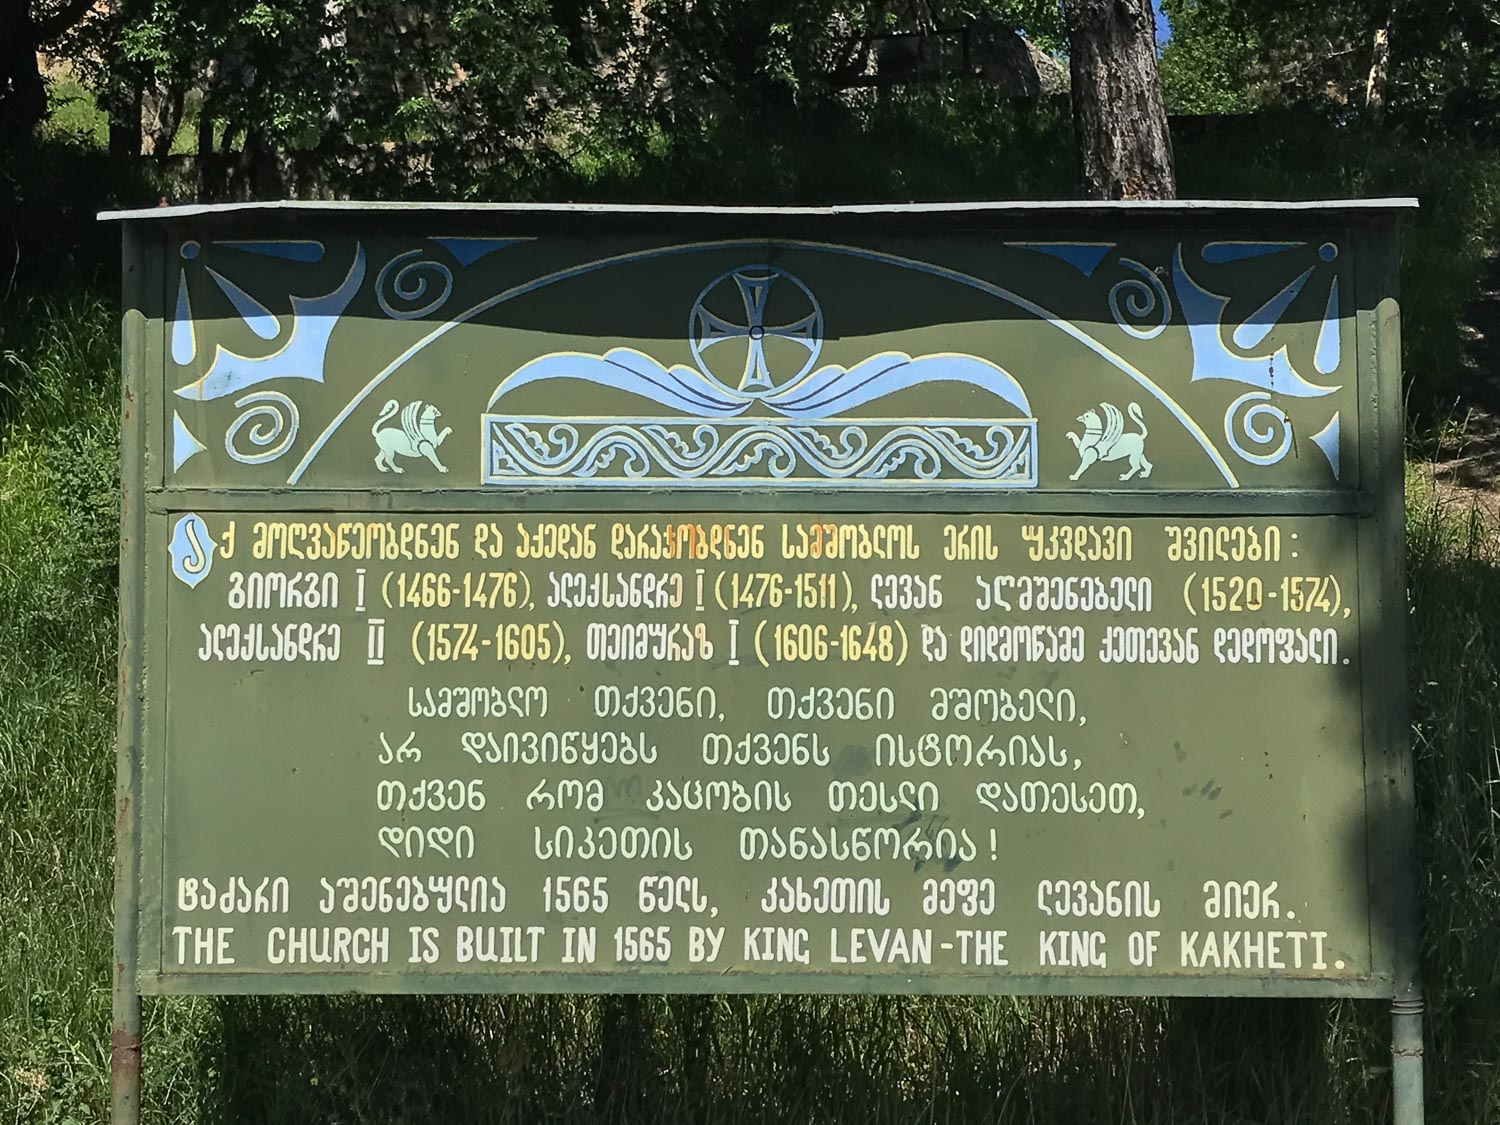 აქ მოღვაწეობდნენ და აქედან დარაჯობდნენ სამშობლოს ერის უკვდავი შვილები:
გიორგი I (1466-1476), ალექსანდრე I (1476-1511), ლევან აღმშენებელი (1520-1574),
ალექსანდრე II (1574-1605), თეიმურაზ I (1606-1648) და დიდმოწამე ქეთევან დედოფალი.
სამშობლო თქვენი, თქვენი მშობელი,
არ დაივიწყებს თქვენს ისტორიას,
თქვენ რომ კაცობის თესლი დათესეთ,
დიდი სიკეთის თანასწორია!
ტაძარი აშენებულია 1565 წელს, კახეთის მეფე ლევანის მიერ.
THE CHURCH IS BUILT IN 1565 BY KING LEVAN-THE KING OF KAKHETI.